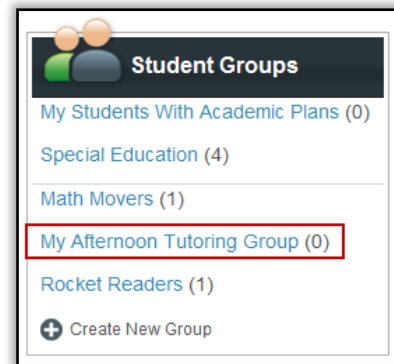 Student Groups
My Students With Academic Plans (0)
Special Education (4)
Math Movers (1)
My Afternoon Tutoring Group (0)
Rocket Readers (1)
Create New Group